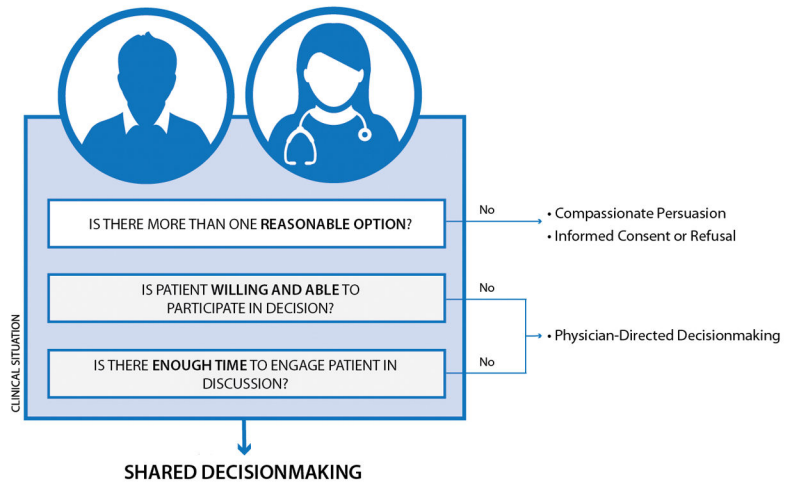 IS THERE MORE THAN ONE REASONABLE OPTION?
No
• Compassionate Persuasion
• Informed Consent or Refusal
IS PATIENT WILLING AND ABLE TO
PARTICIPATE IN DECISION?
No
• Physician-Directed Decisionmaking
IS THERE ENOUGH TIME TO ENGAGE PATIENT IN
DISCUSSION?
No
CLINICAL SITUATION
SHARED DECISIONMAKING